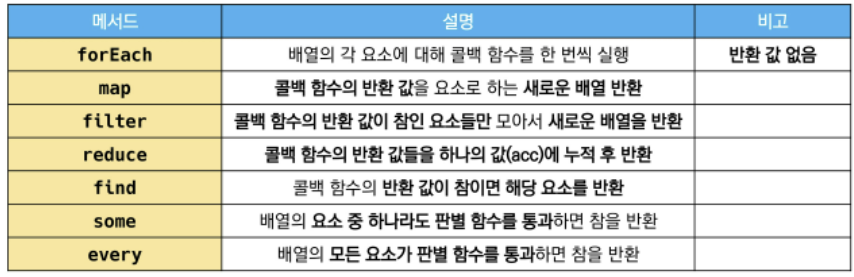 메서드 설명 비고
forEach 배열의 각 요소에 대해 콜백 함수를 한 번씩 실행 반환 값 없음
map 콜백 함수의 반환 값을 요소로 하는 새로운 배열 반환
filter 콜백 함수의 반환 값이 참인 요소들만 모아서 새로운 배열을 반환
reduce 콜백 함수의 반환 값들을 하나의 값(acc)에 누적 후 반환
find 콜백 함수의 반환 값이 참이면 해당 요소를 반환
some 배열의 요소 중 하나라도 판별 함수를 통과하면 참을 반환
every 배열의 모든 요소가 판별 함수를 통과하면 참을 반환